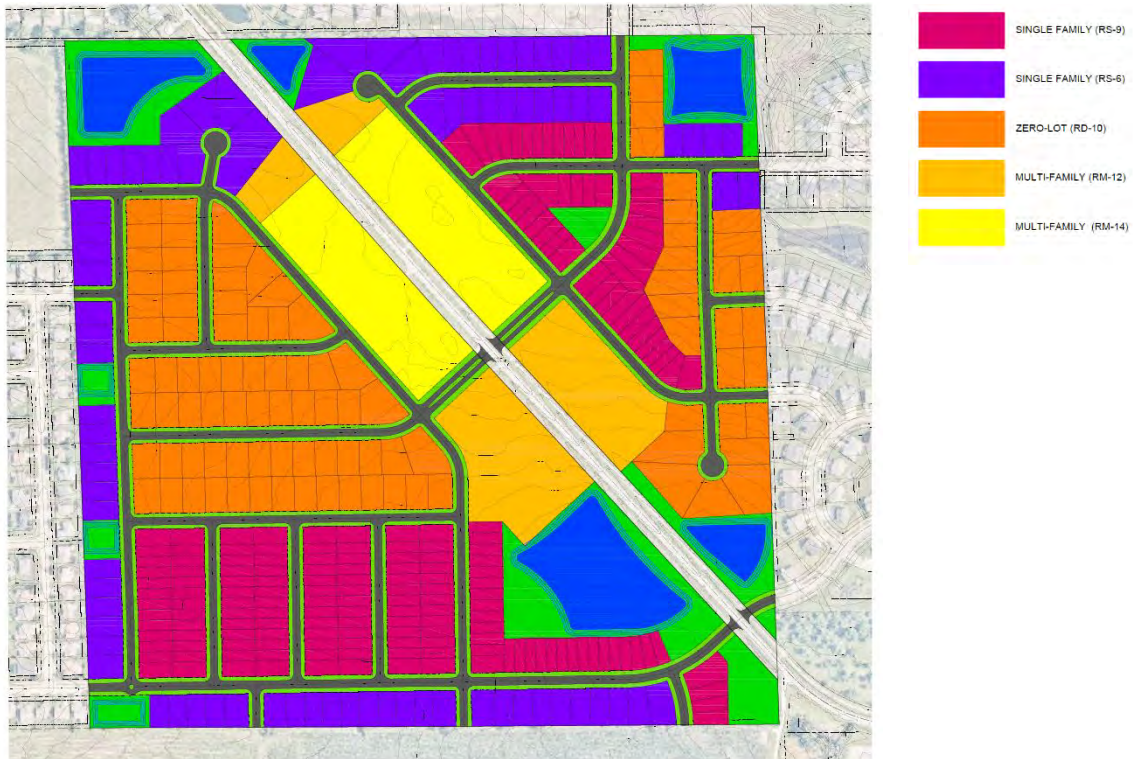 SINGLE FAMILY (RS-9)
SINGLE FAMILY (RS-6)
ZERO-LOT (RD-10)
MULTI-FAMILY (RM-12)
MULTI-FAMILY (RM-14)